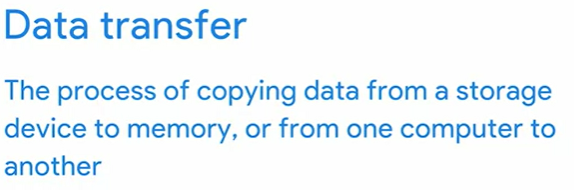 Data transfer
The process of copying data from a storage
device to memory, or from one computer to
another